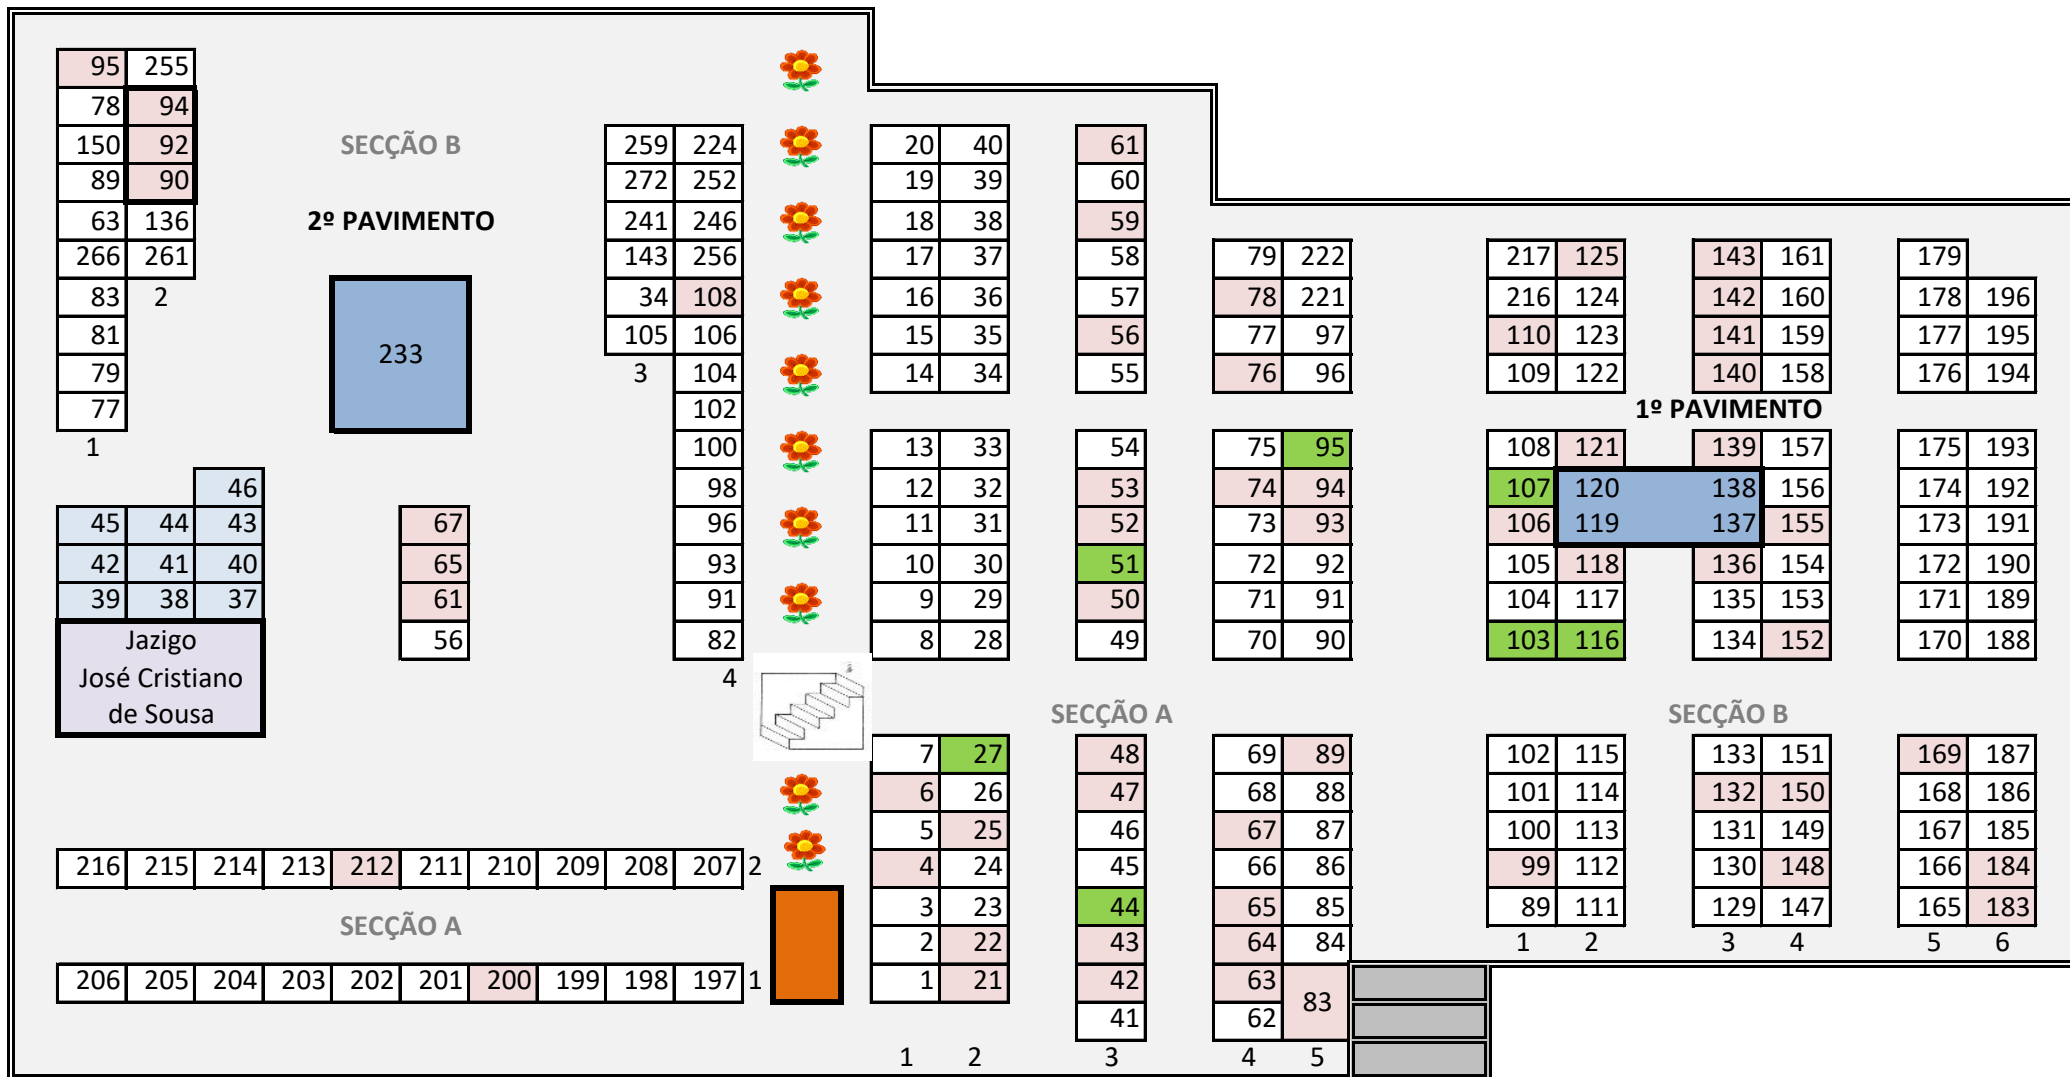 95 255
78 94
150 92 SECÇÃO B 259 224 20 40 61
89 90 272 252 19 39 60
63 136 2º PAVIMENTO 241 246 18 38 59
266 261 143 256 17 37 58 79 222 217 125 143 161 179
83 2 34 108 16 36 57 78 221 216 124 142 160 178 196
81 105 106 15 35 56 77 97 110 123 141 159 177 195
233
79 3 104 14 34 55 76 96 109 122 140 158 176 194
77 102 1º PAVIMENTO
1 100 13 33 54 75 95 108 121 139 157 175 193
46 98 12 32 53 74 94 107 120 138 156 174 192
45 44 43 67 96 11 31 52 73 93 106 119 137 155 173 191
42 41 40 65 93 10 30 51 72 92 105 118 136 154 172 190
39 38 37 61 91 9 29 50 71 91 104 117 135 153 171 189
Jazigo 56 82 8 28 49 70 90 103 116 134 152 170 188
José Cristiano 4
de Sousa SECÇÃO A SECÇÃO B
7 27 48 69 89 102 115 133 151 169 187
6 26 47 68 88 101 114 132 150 168 186
5 25 46 67 87 100 113 131 149 167 185
216 215 214 213 212 211 210 209 208 207 2 4 24 45 66 86 99 112 130 148 166 184
3 23 44 65 85 89 111 129 147 165 183
SECÇÃO A 2 22 43 64 84 1 2 3 4 5 6
206 205 204 203 202 201 200 199 198 197 1 1 21 42 63
83
41 62
1 2 3 4 5